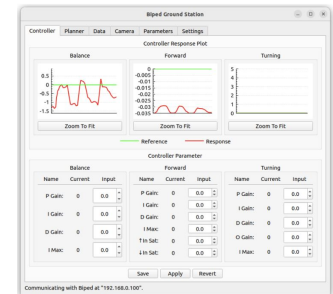 Biped Ground Station
Controller Planner Data Camera Parameters Settings
Controller Response Plot
Balance Forward Turning
0.5
0
-0.5
-1
-1.5
0
-0.005
-0.01
-0.015
-0.02
-0.025
-0.03
-0.035
5
4
3
2
1
0
Zoom To Fit Zoom To Fit Zoom To Fit
Reference Response
Controller Parameter
Balance
Name Current Input
P Gain: 0 0.0
I Gain: 0 0.0
D Gain: 0 0.0
I Max: 0 0.0
Forward
Name Current Input
P Gain: 0 0.0
I Gain: 0 0.0
D Gain: 0 0.0
I Max: 0 0.0
↑In Sat: 0 0.0
↓In Sat: 0 0.0
Turning
Name Current Input
P Gain: 0 0.0
I Gain: 0 0.0
D Gain: 0 0.0
O Gain: 0 0.0
I Max: 0 0.0
Save Apply Revert
Communicating with Biped at "192.168.0.100".